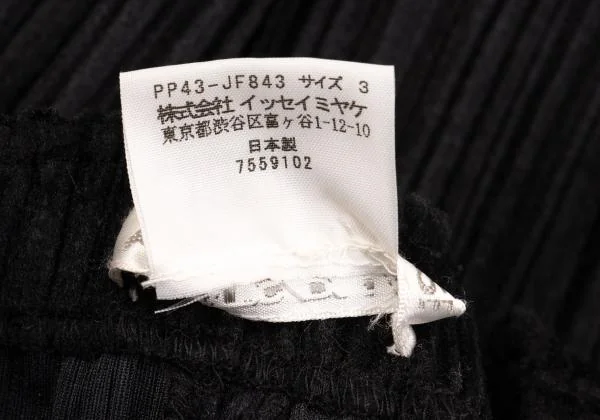 PP43-JF843 サイズ 3
株式会社 イッセイミヤケ
東京都渋谷区富ヶ谷1-12-10
日本製
7559102